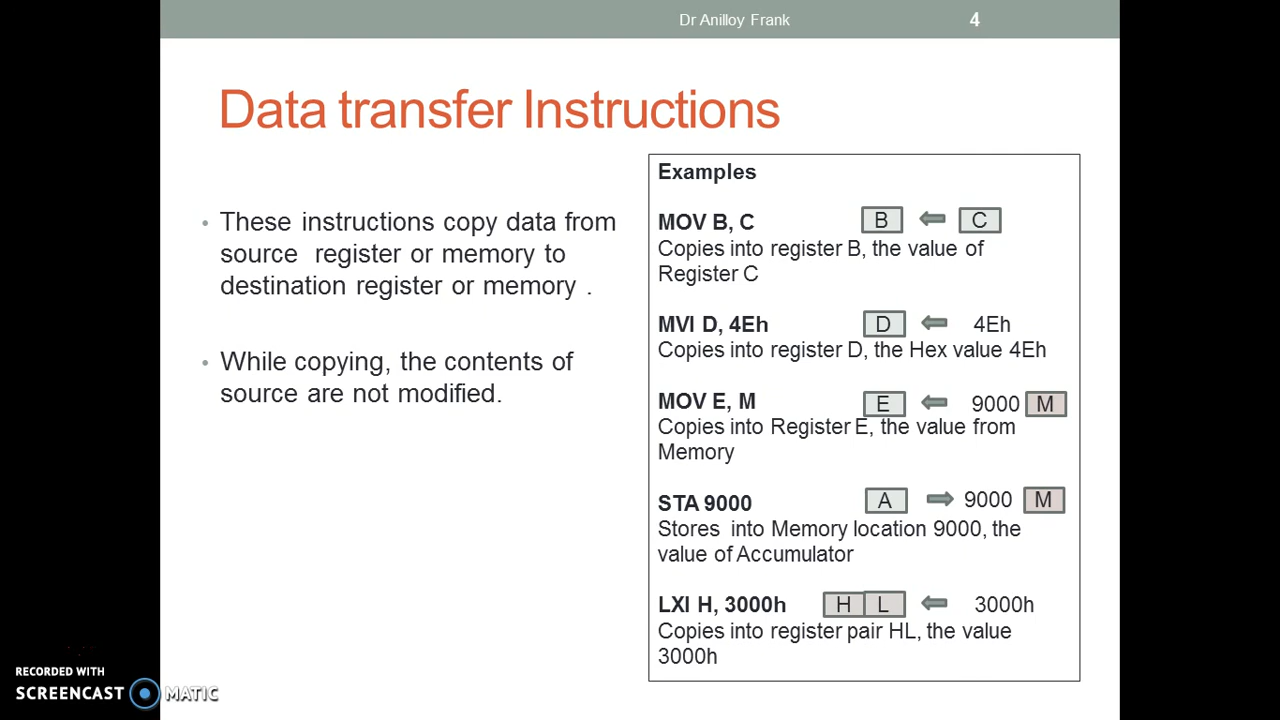 Dr Anilloy Frank 4
Data transfer Instructions
• These instructions copy data from
source register or memory to
destination register or memory .
• While copying, the contents of
source are not modified.
Examples
MOV B, C B C
Copies into register B, the value of
Register C
MVI D, 4Eh D 4Eh
Copies into register D, the Hex value 4Eh
MOV E, M E 9000 M
Copies into Register E, the value from
Memory
STA 9000 A 9000 M
Stores into Memory location 9000, the
value of Accumulator
LXI H, 3000h H L 3000h
Copies into register pair HL, the value
3000h
RECORDED WITH
SCREENCAST MATIC